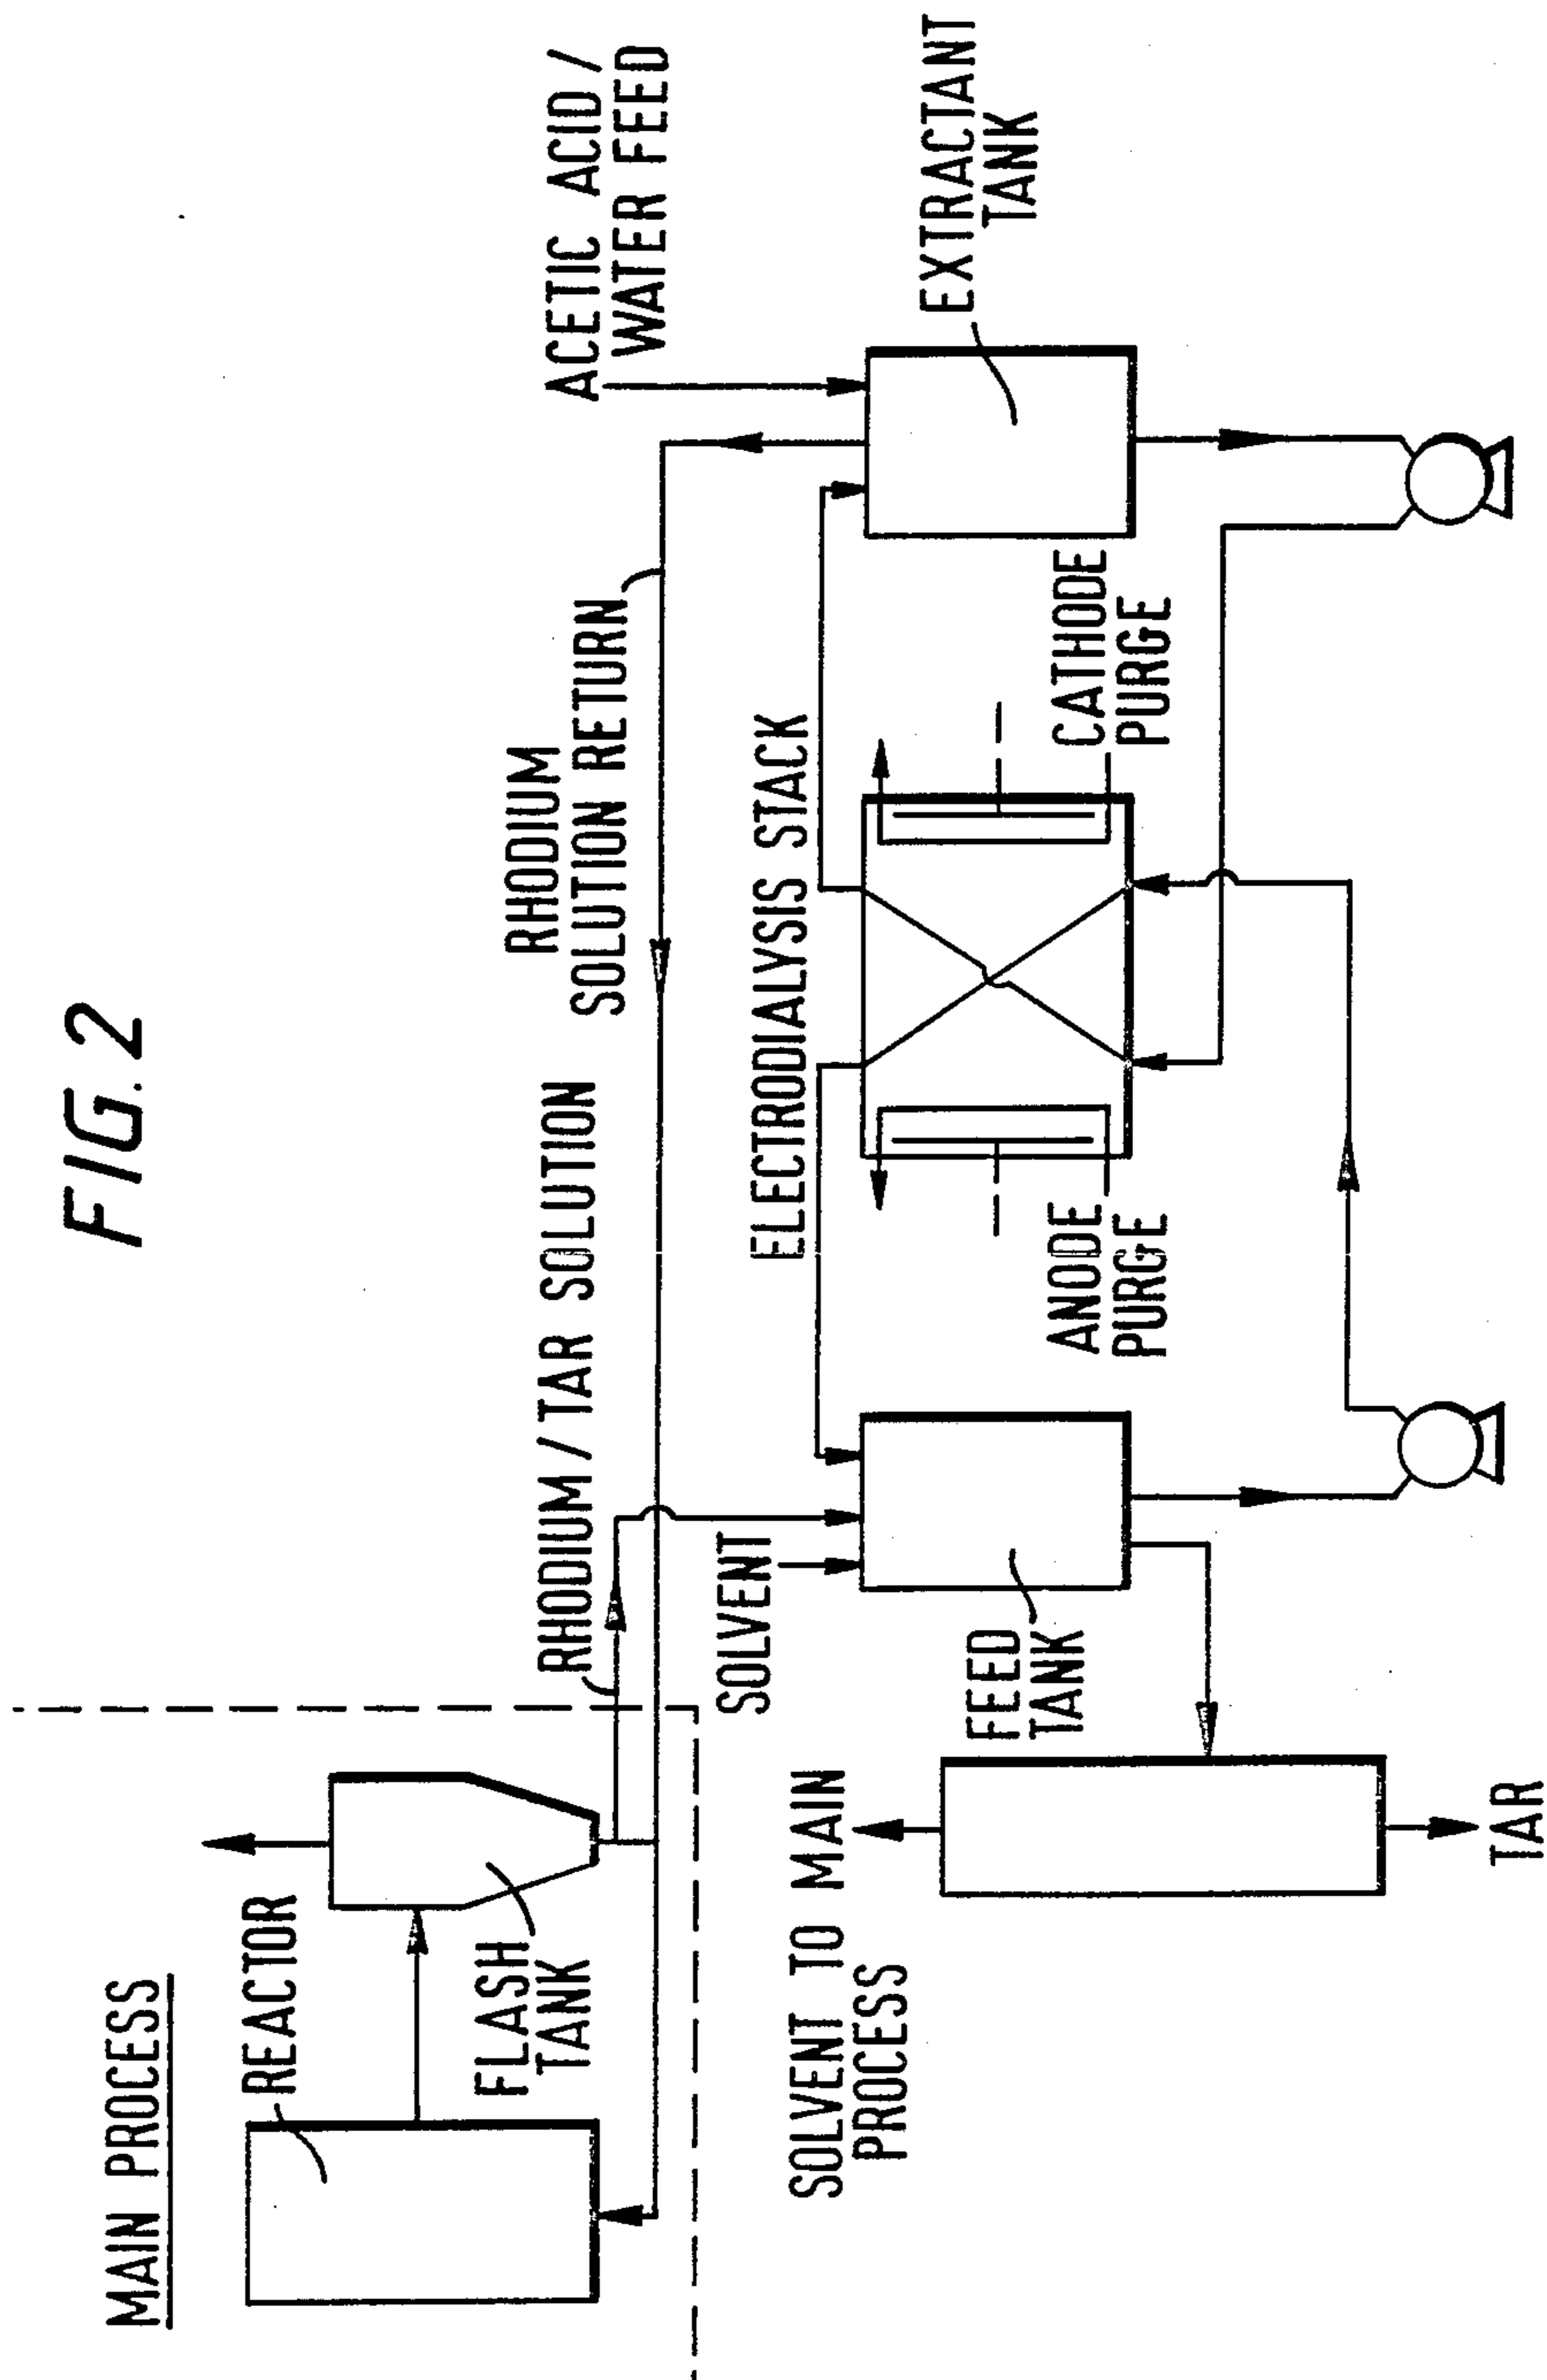 FIG. 2
MAIN PROCESS
REACTOR
FLASH
TANK
RHODIUM/TAR SOLUTION
RHODIUM
SOLUTION RETURN
ACETIC ACID/
WATER FEED
SOLVENT
ELECTRODIALYSIS STACK
SOLVENT TO MAIN
PROCESS
FEED
TANK
ANODE
PURGE
CATHODE
PURGE
EXTRACTANT
TANK
TAR